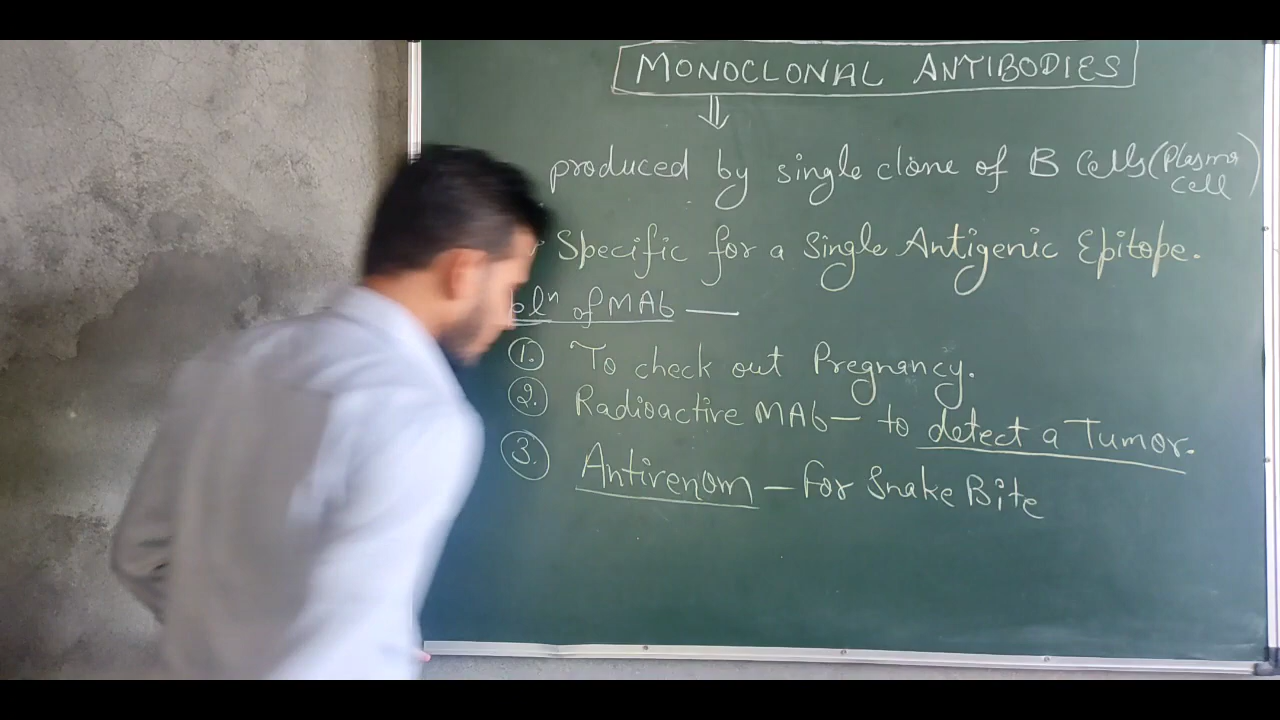 MONOCLONAL ANTIBODIES
⇓
produced by single clone of B Cells (Plasma Cell)
Specific for a Single Antigenic Epitope.
of MAb —
1. To check out Pregnancy.
2. Radioactive MAb – to detect a Tumor.
3. Antirenom – for Snake Bite